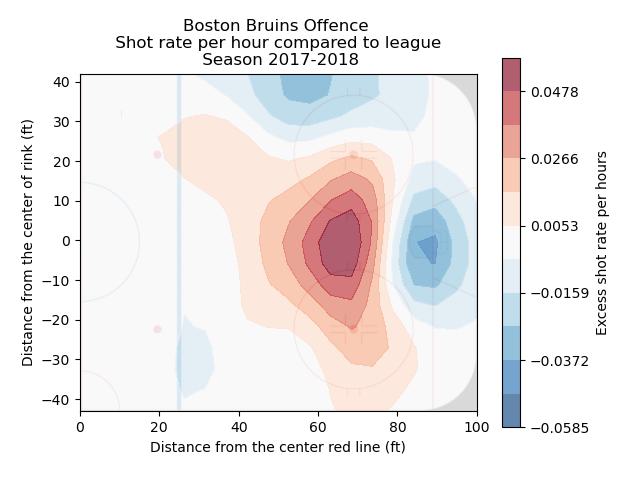 Boston Bruins Offence
Shot rate per hour compared to league
Season 2017-2018
Distance from the center of rink (ft)
40
30
20
10
0
−10
−20
−30
−40
0 20 40 60 80 100
Distance from the center red line (ft)
0.0478
0.0266
0.0053
−0.0159
−0.0372
−0.0585
Excess shot rate per hours